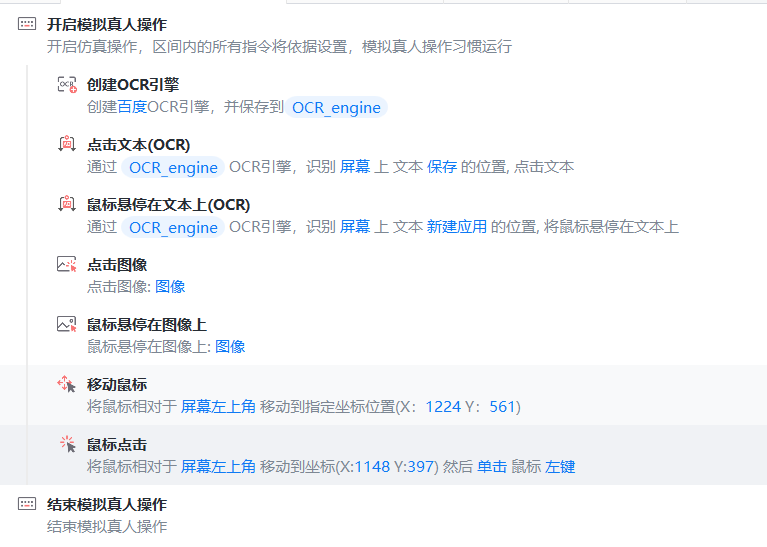 开启模拟真人操作
开启仿真操作，区间内的所有指令将依据设置，模拟真人操作习惯运行
创建OCR引擎
创建百度OCR引擎，并保存到 OCR_engine
点击文本(OCR)
通过 OCR_engine OCR引擎，识别 屏幕 上 文本 保存 的位置, 点击文本
鼠标悬停在文本上(OCR)
通过 OCR_engine OCR引擎，识别 屏幕 上 文本 新建应用 的位置, 将鼠标悬停在文本上
点击图像
点击图像: 图像
鼠标悬停在图像上
鼠标悬停在图像上: 图像
移动鼠标
将鼠标相对于 屏幕左上角 移动到指定坐标位置(X： 1224 Y： 561)
鼠标点击
将鼠标相对于 屏幕左上角 移动到坐标(X:1148 Y:397) 然后 单击 鼠标 左键
结束模拟真人操作
结束模拟真人操作